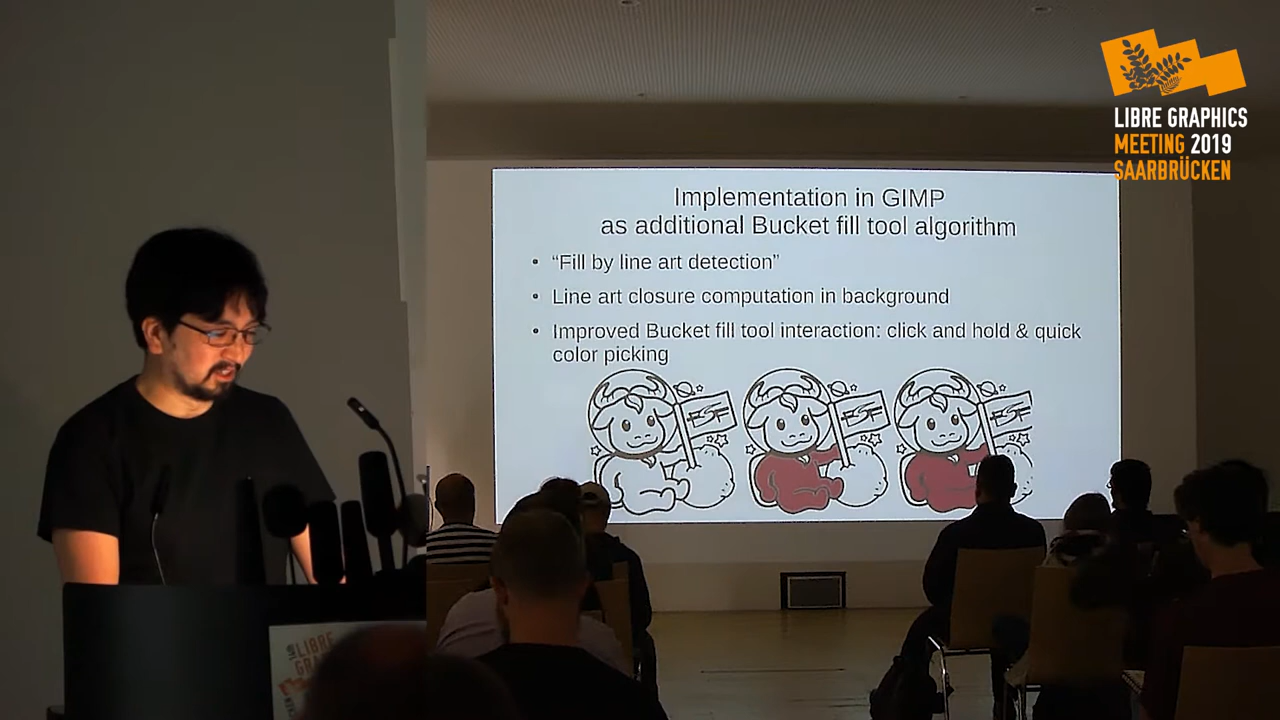 LIBRE GRAPHICS
MEETING 2019
SAARBRÜCKEN
Implementation in GIMP
as additional Bucket fill tool algorithm
• “Fill by line art detection”
• Line art closure computation in background
• Improved Bucket fill tool interaction: click and hold & quick
color picking
LIBRE